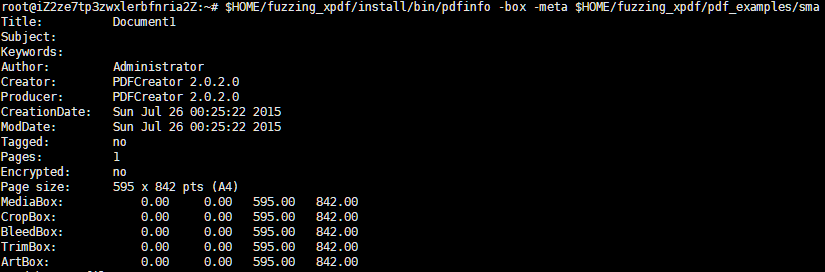 root@iZ2ze7tp3zwxlerbfnria2Z:~# $HOME/fuzzing_xpdf/install/bin/pdfinfo -box -meta $HOME/fuzzing_xpdf/pdf_examples/sma
Title: Document1
Subject:
Keywords:
Author: Administrator
Creator: PDFCreator 2.0.2.0
Producer: PDFCreator 2.0.2.0
CreationDate: Sun Jul 26 00:25:22 2015
ModDate: Sun Jul 26 00:25:22 2015
Tagged: no
Pages: 1
Encrypted: no
Page size: 595 x 842 pts (A4)
MediaBox: 0.00 0.00 595.00 842.00
CropBox: 0.00 0.00 595.00 842.00
BleedBox: 0.00 0.00 595.00 842.00
TrimBox: 0.00 0.00 595.00 842.00
ArtBox: 0.00 0.00 595.00 842.00